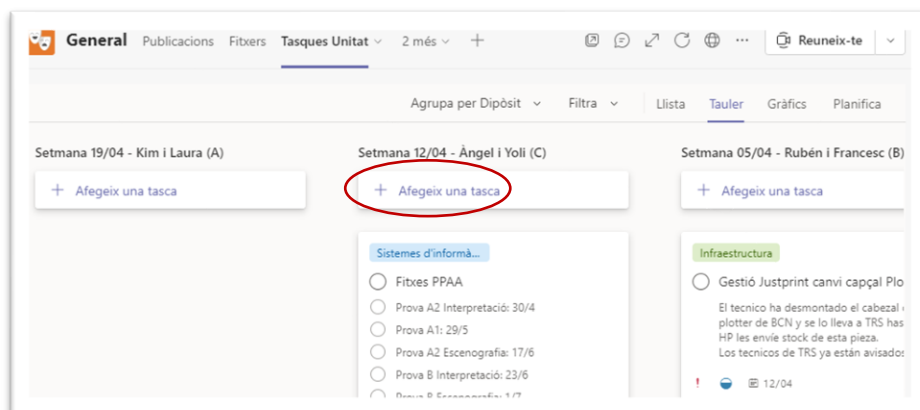 General Publicacions Fitxers Tasques Unitat 2 més Reuneix-te
Agrupa per Dipòsit Filtra Llista Tauler Gràfics Planifica
Setmana 19/04 - Kim i Laura (A)
+ Afegeix una tasca
Setmana 12/04 - Àngel i Yoli (C)
+ Afegeix una tasca
Sistemes d'informà...
Fitxes PPAA
Prova A2 Interpretació: 30/4
Prova A1: 29/5
Prova A2 Escenografia: 17/6
Prova B Interpretació: 23/6
Prova B Escenografia: 1/7
Setmana 05/04 - Rubén i Francesc (B)
+ Afegeix una tasca
Infraestructura
Gestió Justprint canvi capçal Plo
El tecnico ha desmontado el cabezal
plotter de BCN y se lo lleva a TRS has
HP les envíe stock de esta pieza.
Los tecnicos de TRS ya están avisados
! 12/04